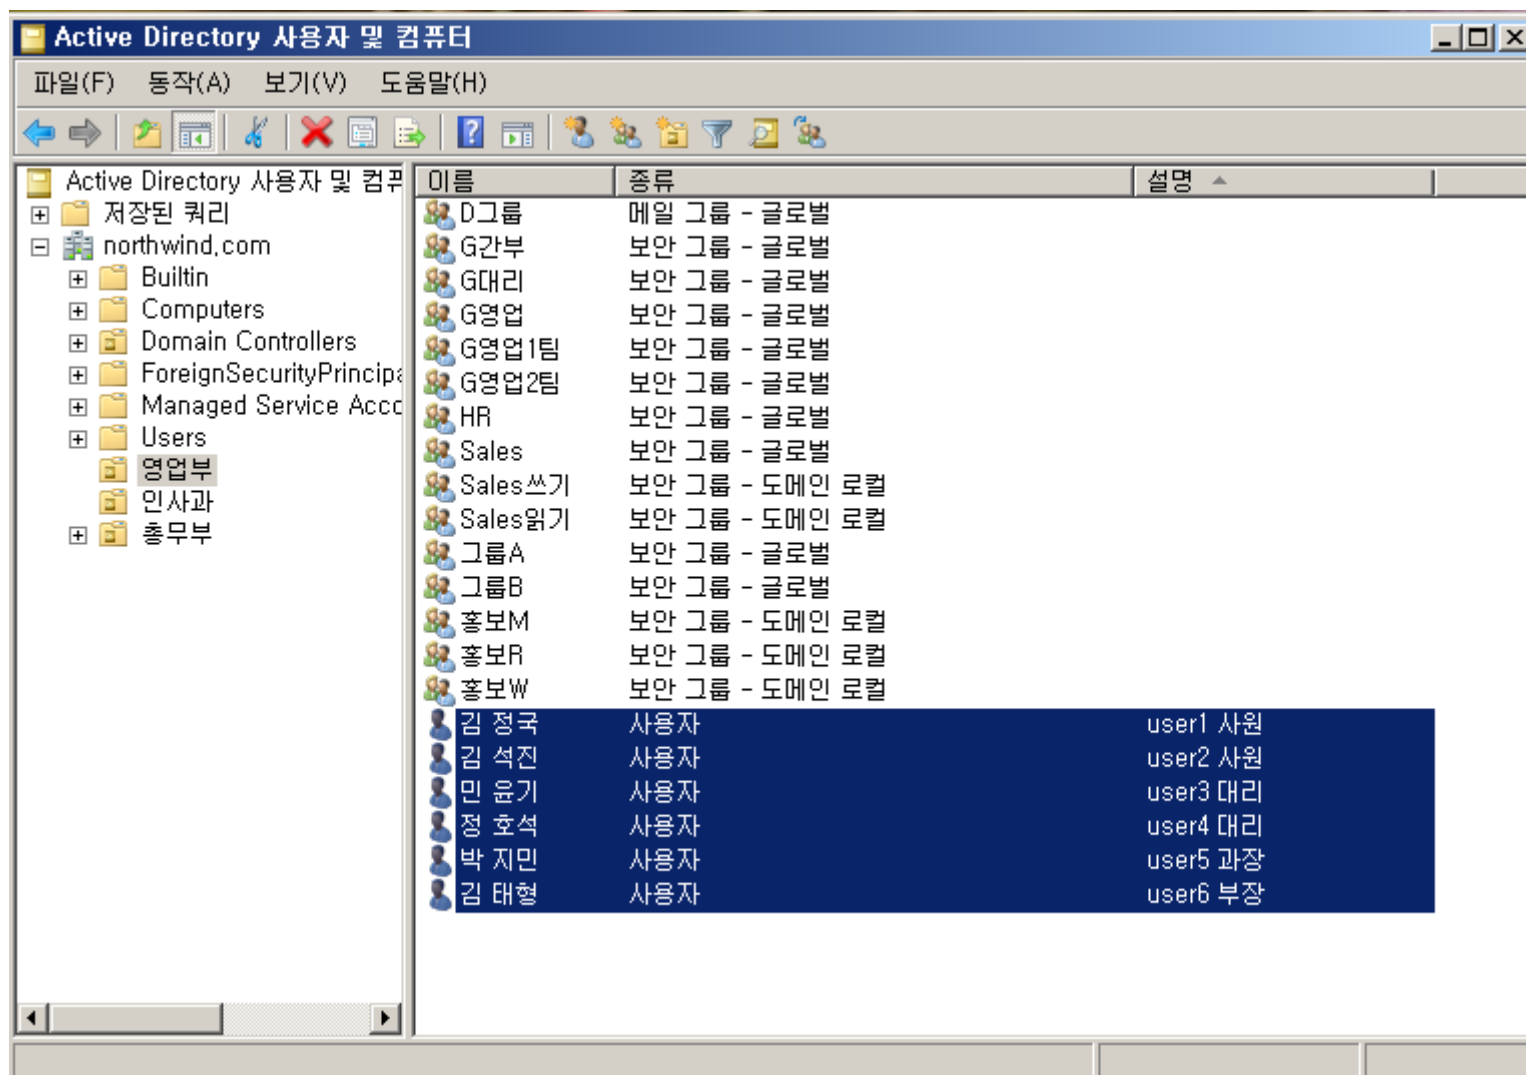 Active Directory 사용자 및 컴퓨터
파일(F) 동작(A) 보기(V) 도움말(H)
Active Directory 사용자 및 컴퓨
저장된 쿼리
northwind.com
Builtin
Computers
Domain Controllers
ForeignSecurityPrincipa
Managed Service Acco
Users
영업부
인사과
총무부
이름 종류 설명
D그룹 메일 그룹 - 글로벌
G간부 보안 그룹 - 글로벌
G대리 보안 그룹 - 글로벌
G영업 보안 그룹 - 글로벌
G영업1팀 보안 그룹 - 글로벌
G영업2팀 보안 그룹 - 글로벌
HR 보안 그룹 - 글로벌
Sales 보안 그룹 - 글로벌
Sales쓰기 보안 그룹 - 도메인 로컬
Sales읽기 보안 그룹 - 도메인 로컬
그룹A 보안 그룹 - 글로벌
그룹B 보안 그룹 - 글로벌
홍보M 보안 그룹 - 도메인 로컬
홍보R 보안 그룹 - 도메인 로컬
홍보W 보안 그룹 - 도메인 로컬
김 정국 사용자 user1 사원
김 석진 사용자 user2 사원
민 윤기 사용자 user3 대리
정 호석 사용자 user4 대리
박 지민 사용자 user5 과장
김 태형 사용자 user6 부장